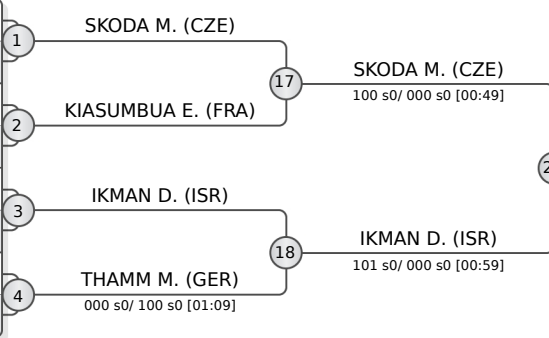 SKODA M. (CZE)
1
17
SKODA M. (CZE)
100 s0/ 000 s0 [00:49]
KIASUMBUA E. (FRA)
2
IKMAN D. (ISR)
3
18
IKMAN D. (ISR)
101 s0/ 000 s0 [00:59]
THAMM M. (GER)
4
000 s0/ 100 s0 [01:09]